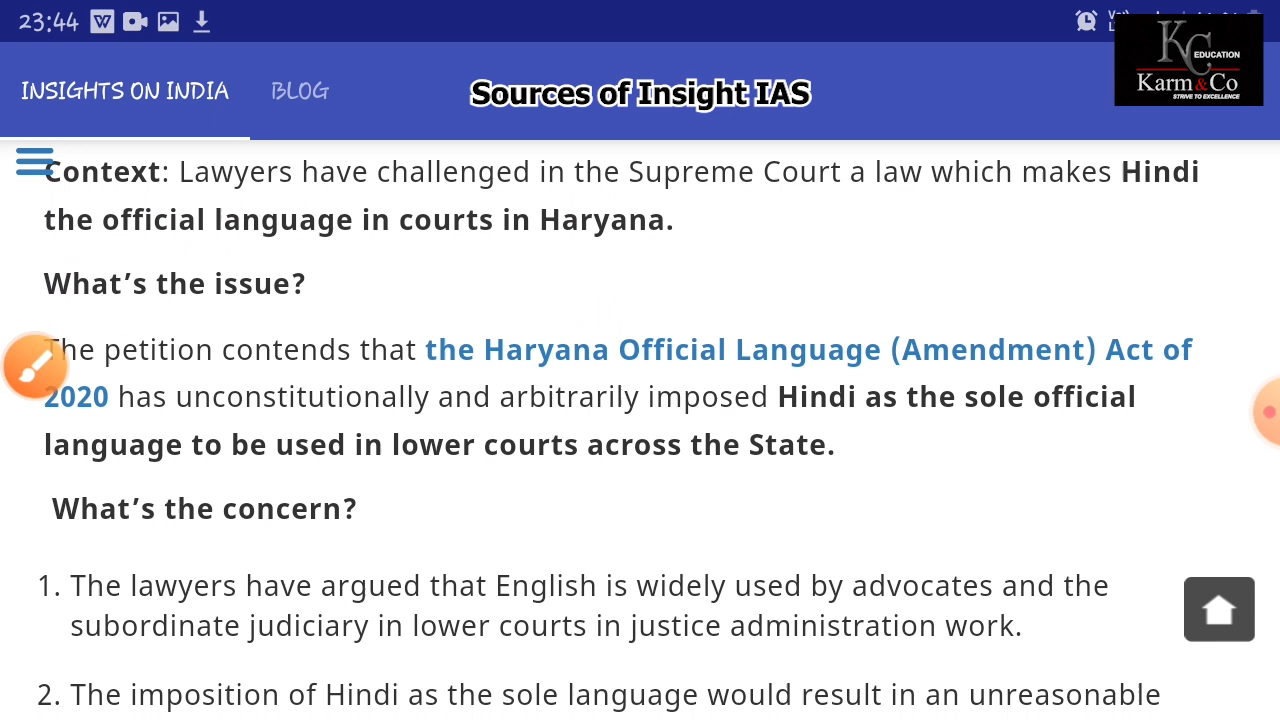 23:44
EDUCATION
Karm&Co
STRIVE TO EXCELLENCE
INSIGHTS ON INDIA
BLOG
Sources of Insight IAS
Context: Lawyers have challenged in the Supreme Court a law which makes Hindi
the official language in courts in Haryana.
What’s the issue?
The petition contends that the Haryana Official Language (Amendment) Act of
2020 has unconstitutionally and arbitrarily imposed Hindi as the sole official
language to be used in lower courts across the State.
What’s the concern?
1. The lawyers have argued that English is widely used by advocates and the
subordinate judiciary in lower courts in justice administration work.
2. The imposition of Hindi as the sole language would result in an unreasonable